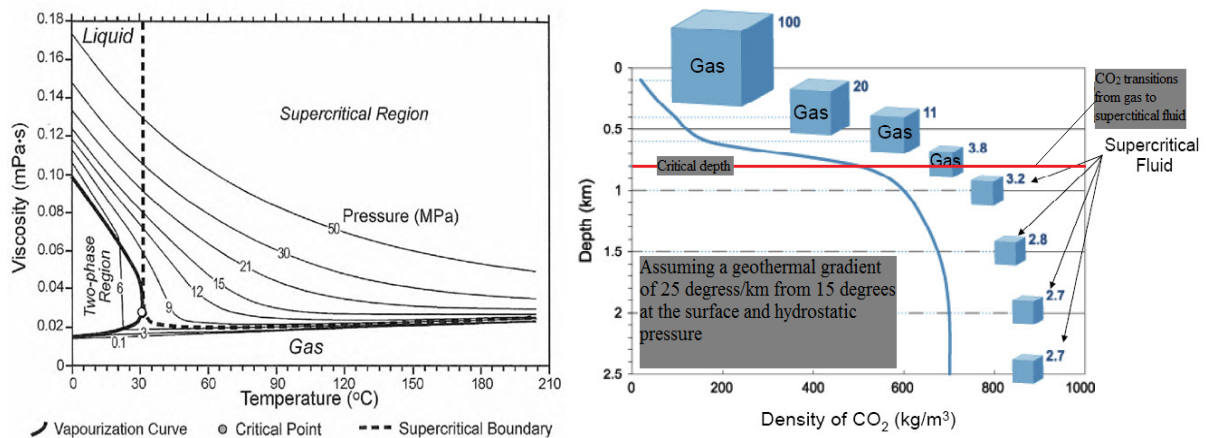 0.18
0.16
0.14
0.12
0.10
0.08
0.06
0.04
0.02
0
Viscosity (mPa•s)
Liquid
Supercritical Region
Pressure (MPa)
50
30
21
15
12
9
6
3
0.1
Two-phase
Region
Gas
0 30 60 90 120 150 180 210
Temperature (oC)
Vapourization Curve Critical Point Supercritical Boundary
100
Gas
20
Gas
11
Gas
3.8
Gas
3.2
2.8
2.7
2.7
CO2 transitions
from gas to
superctitical fluid
Supercritical
Fluid
Critical depth
Assuming a geothermal gradient
of 25 degress/km from 15 degrees
at the surface and hydrostatic
pressure
0
0.5
1
1.5
2
2.5
Depth (km)
0 200 400 600 800 1000
Density of CO2 (kg/m3)